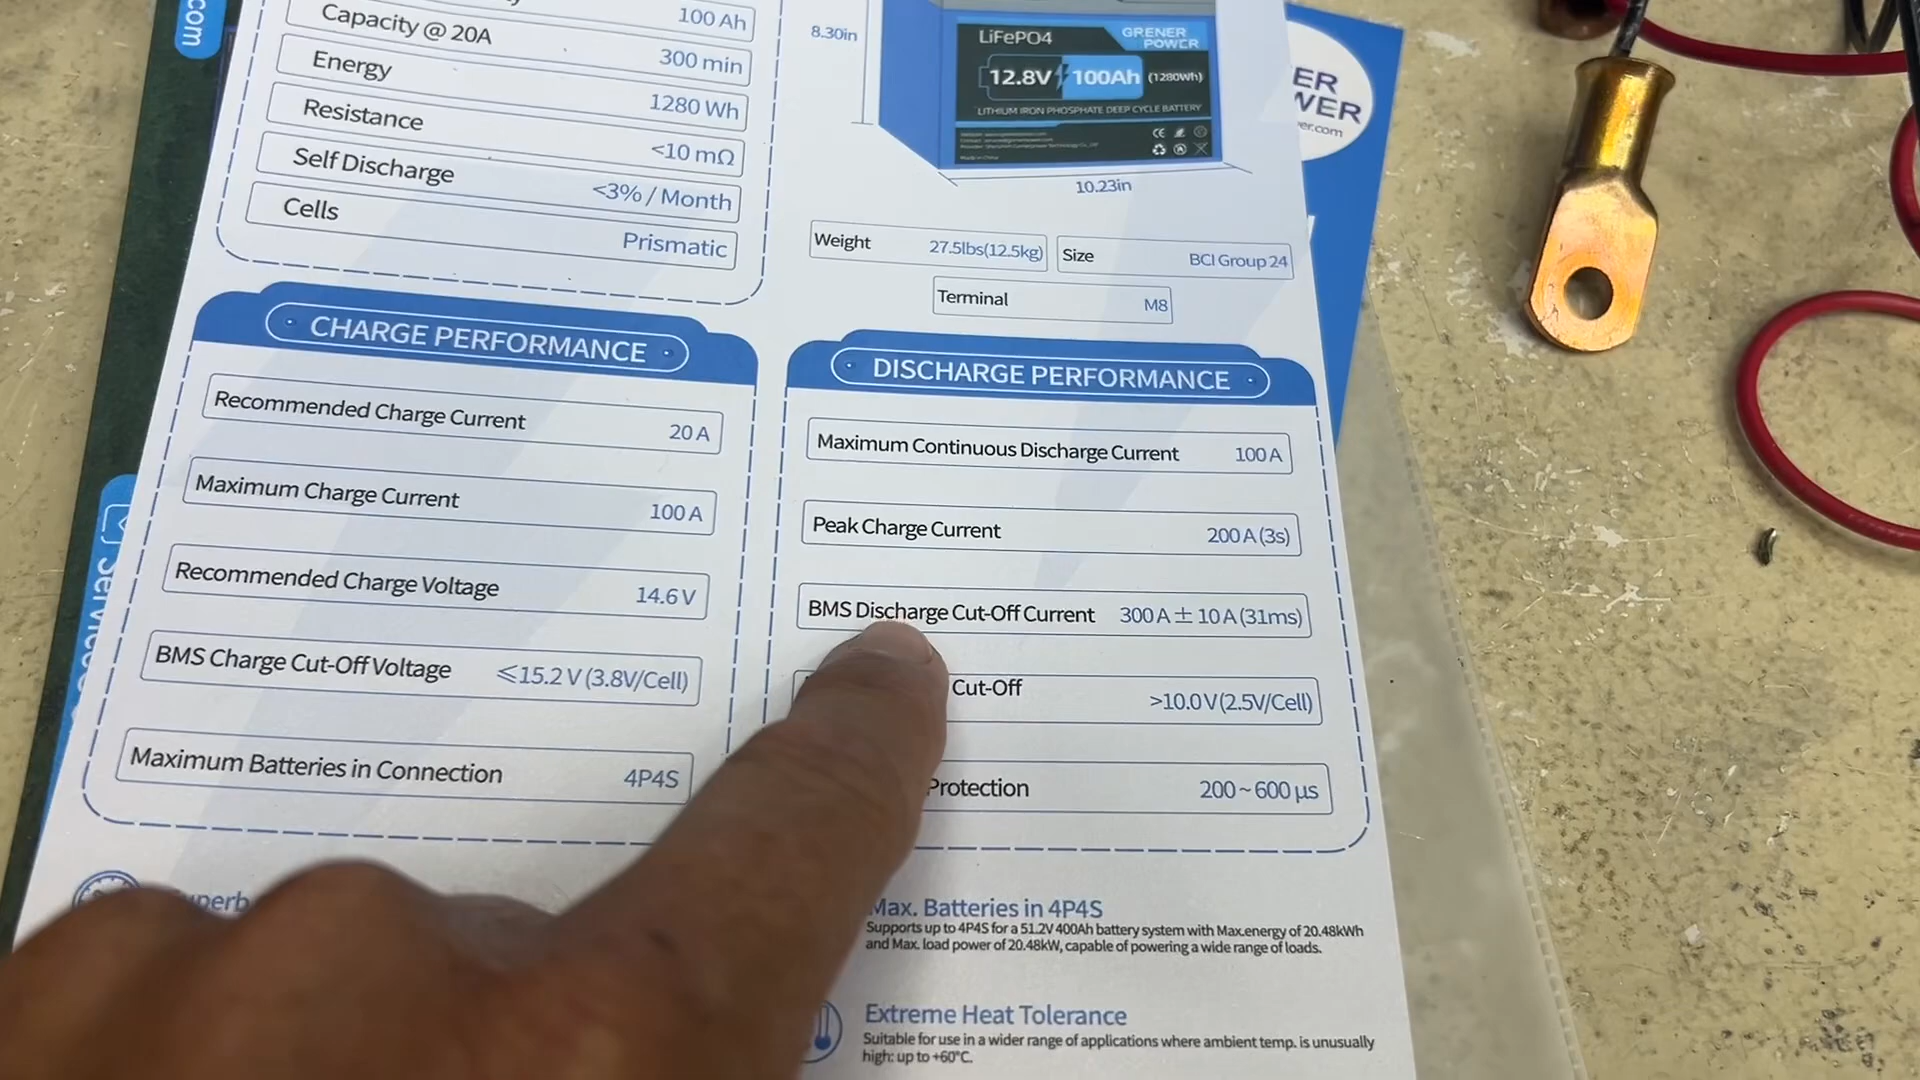 .com
100 Ah
Capacity @ 20A
300 min
Energy
1280 Wh
Resistance
<10 mΩ
Self Discharge
<3% / Month
Cells
Prismatic
8.30in
LiFePO4
GRENER
POWER
12.8V 100Ah (1280Wh)
LITHIUM IRON PHOSPHATE DEEP CYCLE BATTERY
Made in China
10.23in
ER
WER
er.com
Weight 27.5lbs(12.5kg)
Size BCI Group 24
Terminal M8
CHARGE PERFORMANCE
Recommended Charge Current 20 A
Maximum Charge Current 100 A
Recommended Charge Voltage 14.6 V
BMS Charge Cut-Off Voltage ⩽15.2 V (3.8V/Cell)
Maximum Batteries in Connection 4P4S
DISCHARGE PERFORMANCE
Maximum Continuous Discharge Current 100 A
Peak Charge Current 200 A (3s)
BMS Discharge Cut-Off Current 300 A ± 10 A (31ms)
Cut-Off >10.0 V (2.5V/Cell)
Protection 200 ~ 600 μs
Service
uperb
Max. Batteries in 4P4S
Supports up to 4P4S for a 51.2V 400Ah battery system with Max.energy of 20.48kWh
and Max. load power of 20.48kW, capable of powering a wide range of loads.
Extreme Heat Tolerance
Suitable for use in a wider range of applications where ambient temp. is unusually
high: up to +60°C.